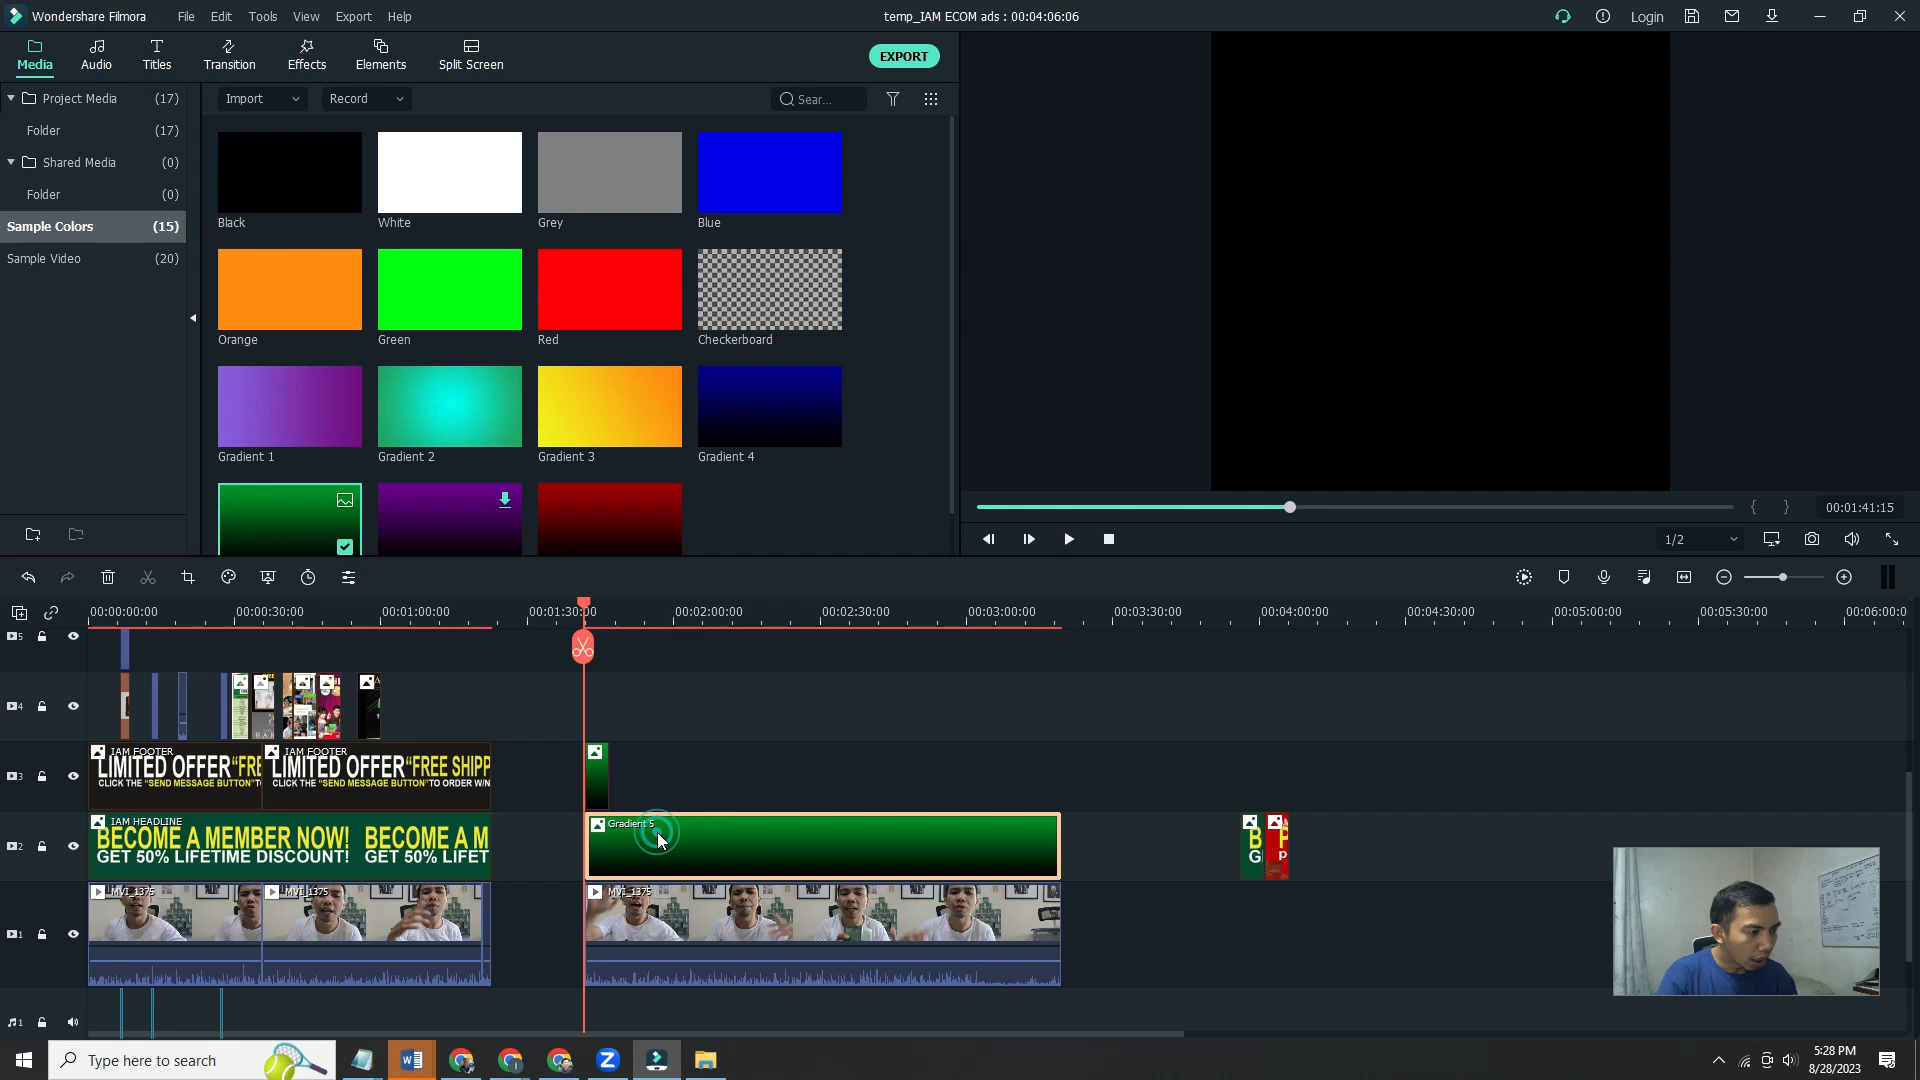 Wondershare Filmora
File
Edit
Tools
View
Export
Help
temp_IAM ECOM ads : 00:04:06:06
Login
Media
Audio
Titles
Transition
Effects
Elements
Split Screen
EXPORT
Project Media (17)
Folder (17)
Shared Media (0)
Folder (0)
Sample Colors (15)
Sample Video (20)
Import
Record
Sear...
Black
White
Grey
Blue
Orange
Green
Red
Checkerboard
Gradient 1
Gradient 2
Gradient 3
Gradient 4
00:01:41:15
1/2
00:00:00:00
00:00:30:00
00:01:00:00
00:01:30:00
00:02:00:00
00:02:30:00
00:03:00:00
00:03:30:00
00:04:00:00
00:04:30:00
00:05:00:00
00:05:30:00
00:06:00:0
5
4
3
IAM FOOTER
LIMITED OFFER "FRE
CLICK THE "SEND MESSAGE BUTTON" T
IAM FOOTER
LIMITED OFFER "FREE SHIPP
CLICK THE "SEND MESSAGE BUTTON" TO ORDER W/N
2
IAM HEADLINE
BECOME A MEMBER NOW! BECOME A M
GET 50% LIFETIME DISCOUNT! GET 50% LIFET
Gradient 5
B
G
P
p
1
MVI_1375
MVI_1375
MVI_1375
1
Type here to search
5:28 PM
8/28/2023